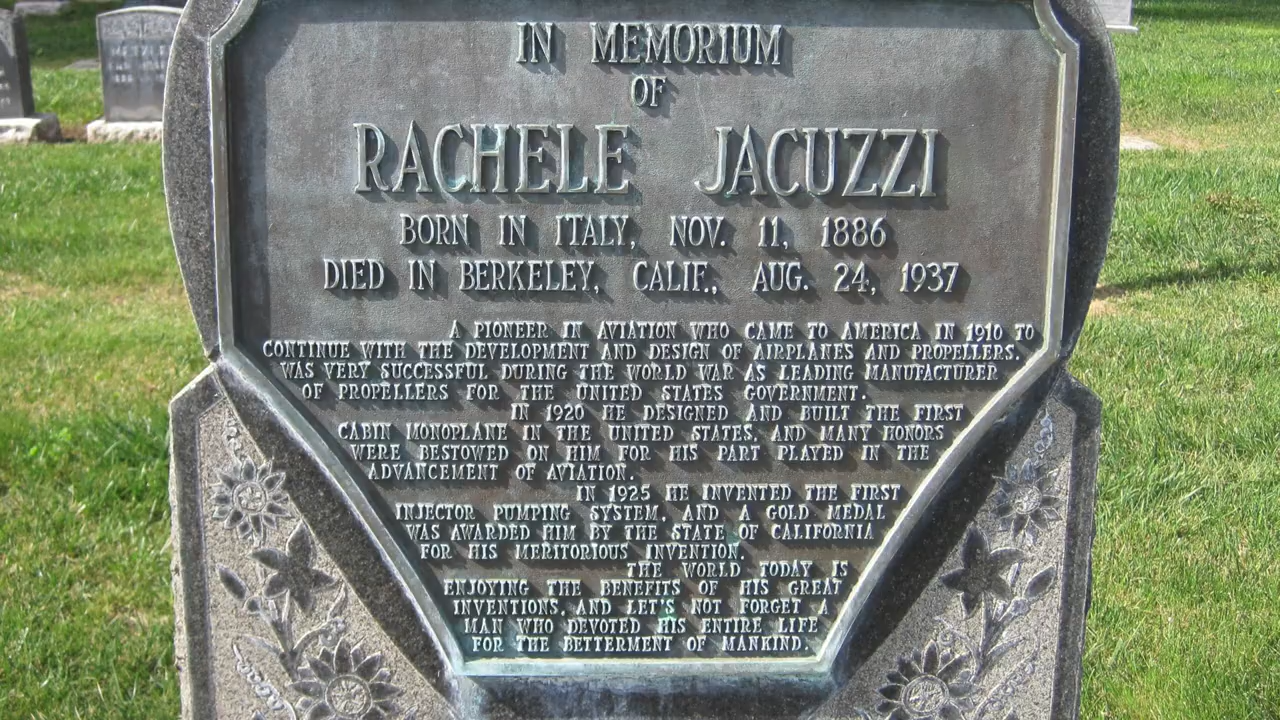 IN MEMORIUM
OF
RACHELE JACUZZI
BORN IN ITALY, NOV. 11, 1886
DIED IN BERKELEY, CALIF., AUG. 24, 1937
A PIONEER IN AVIATION WHO CAME TO AMERICA IN 1910 TO
CONTINUE WITH THE DEVELOPMENT AND DESIGN OF AIRPLANES AND PROPELLERS.
WAS VERY SUCCESSFUL DURING THE WORLD WAR AS LEADING MANUFACTURER
OF PROPELLERS FOR THE UNITED STATES GOVERNMENT.
IN 1920 HE DESIGNED AND BUILT THE FIRST
CABIN MONOPLANE IN THE UNITED STATES, AND MANY HONORS
WERE BESTOWED ON HIM FOR HIS PART PLAYED IN THE
ADVANCEMENT OF AVIATION.
IN 1925 HE INVENTED THE FIRST
INJECTOR PUMPING SYSTEM, AND A GOLD MEDAL
WAS AWARDED HIM BY THE STATE OF CALIFORNIA
FOR HIS MERITORIOUS INVENTION.
THE WORLD TODAY IS
ENJOYING THE BENEFITS OF HIS GREAT
INVENTIONS, AND LET'S NOT FORGET A
MAN WHO DEVOTED HIS ENTIRE LIFE
FOR THE BETTERMENT OF MANKIND.